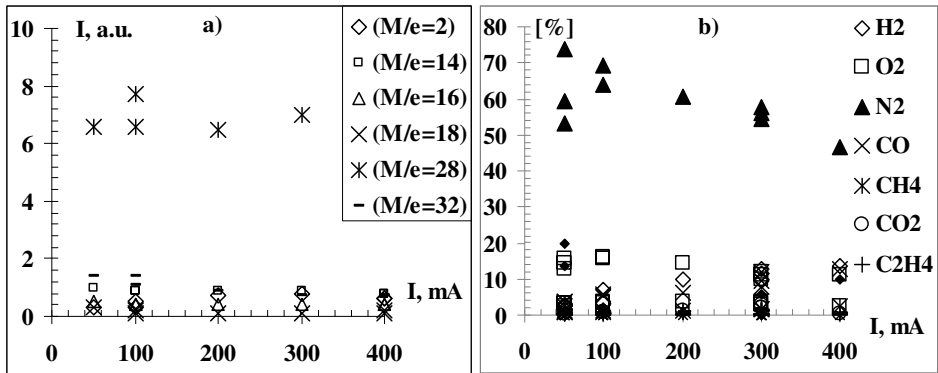 I, a.u.
a)
10
8
6
4
2
0
0 100 200 300 400
I, mA
(M/e=2)
(M/e=14)
(M/e=16)
(M/e=18)
(M/e=28)
(M/e=32)
[%]
b)
80
70
60
50
40
30
20
10
0
0 100 200 300 400
I, mA
H2
O2
N2
CO
CH4
CO2
C2H4